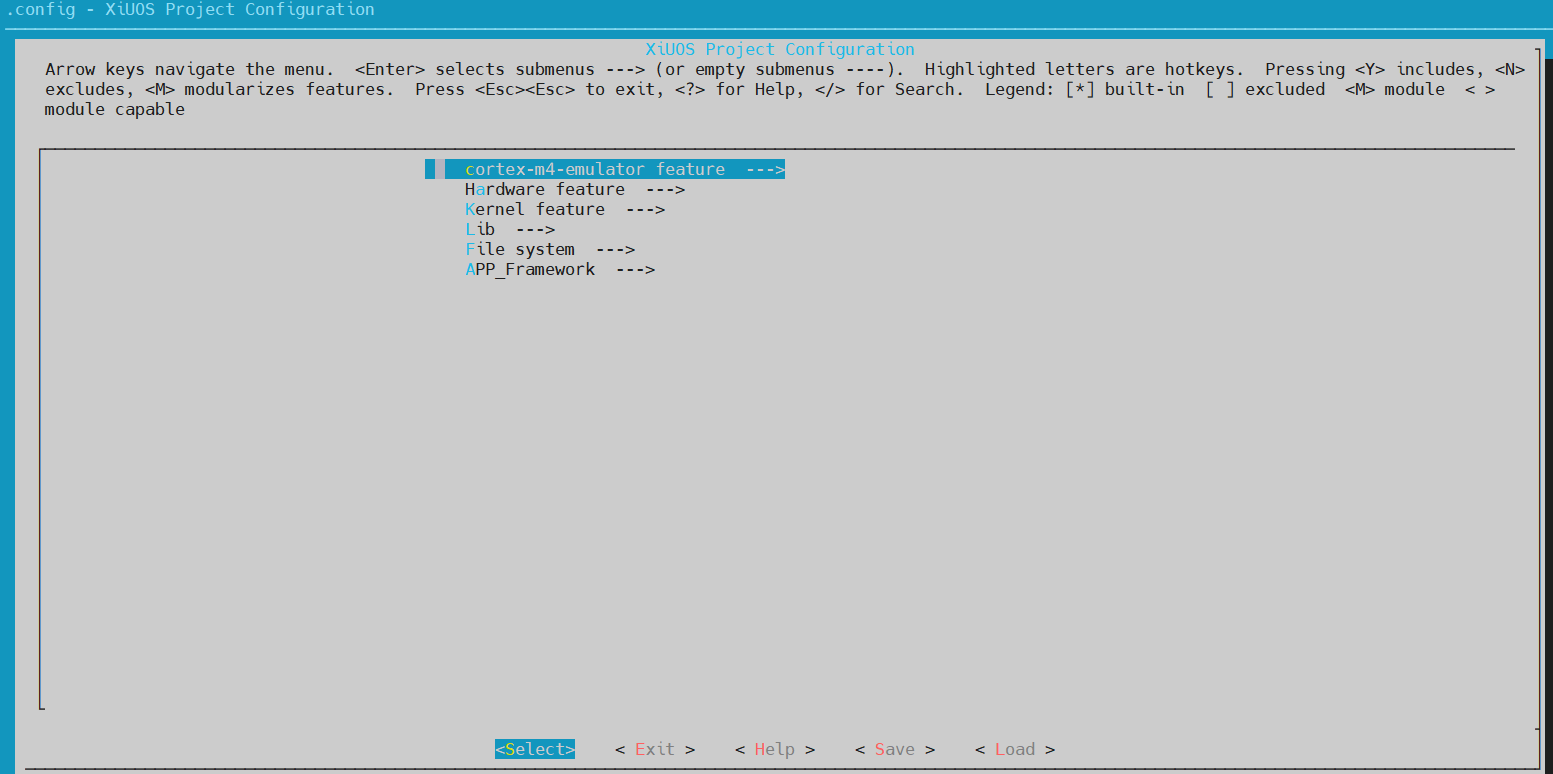 .config - XiUOS Project Configuration
XiUOS Project Configuration
Arrow keys navigate the menu.  <Enter> selects submenus ---> (or empty submenus ----).  Highlighted letters are hotkeys.  Pressing <Y> includes, <N>
excludes, <M> modularizes features.  Press <Esc><Esc> to exit, <?> for Help, </> for Search.  Legend: [*] built-in  [ ] excluded  <M> module  < >
module capable
cortex-m4-emulator feature  --->
Hardware feature  --->
Kernel feature  --->
Lib  --->
File system  --->
APP_Framework  --->
<Select>    < Exit >    < Help >    < Save >    < Load >